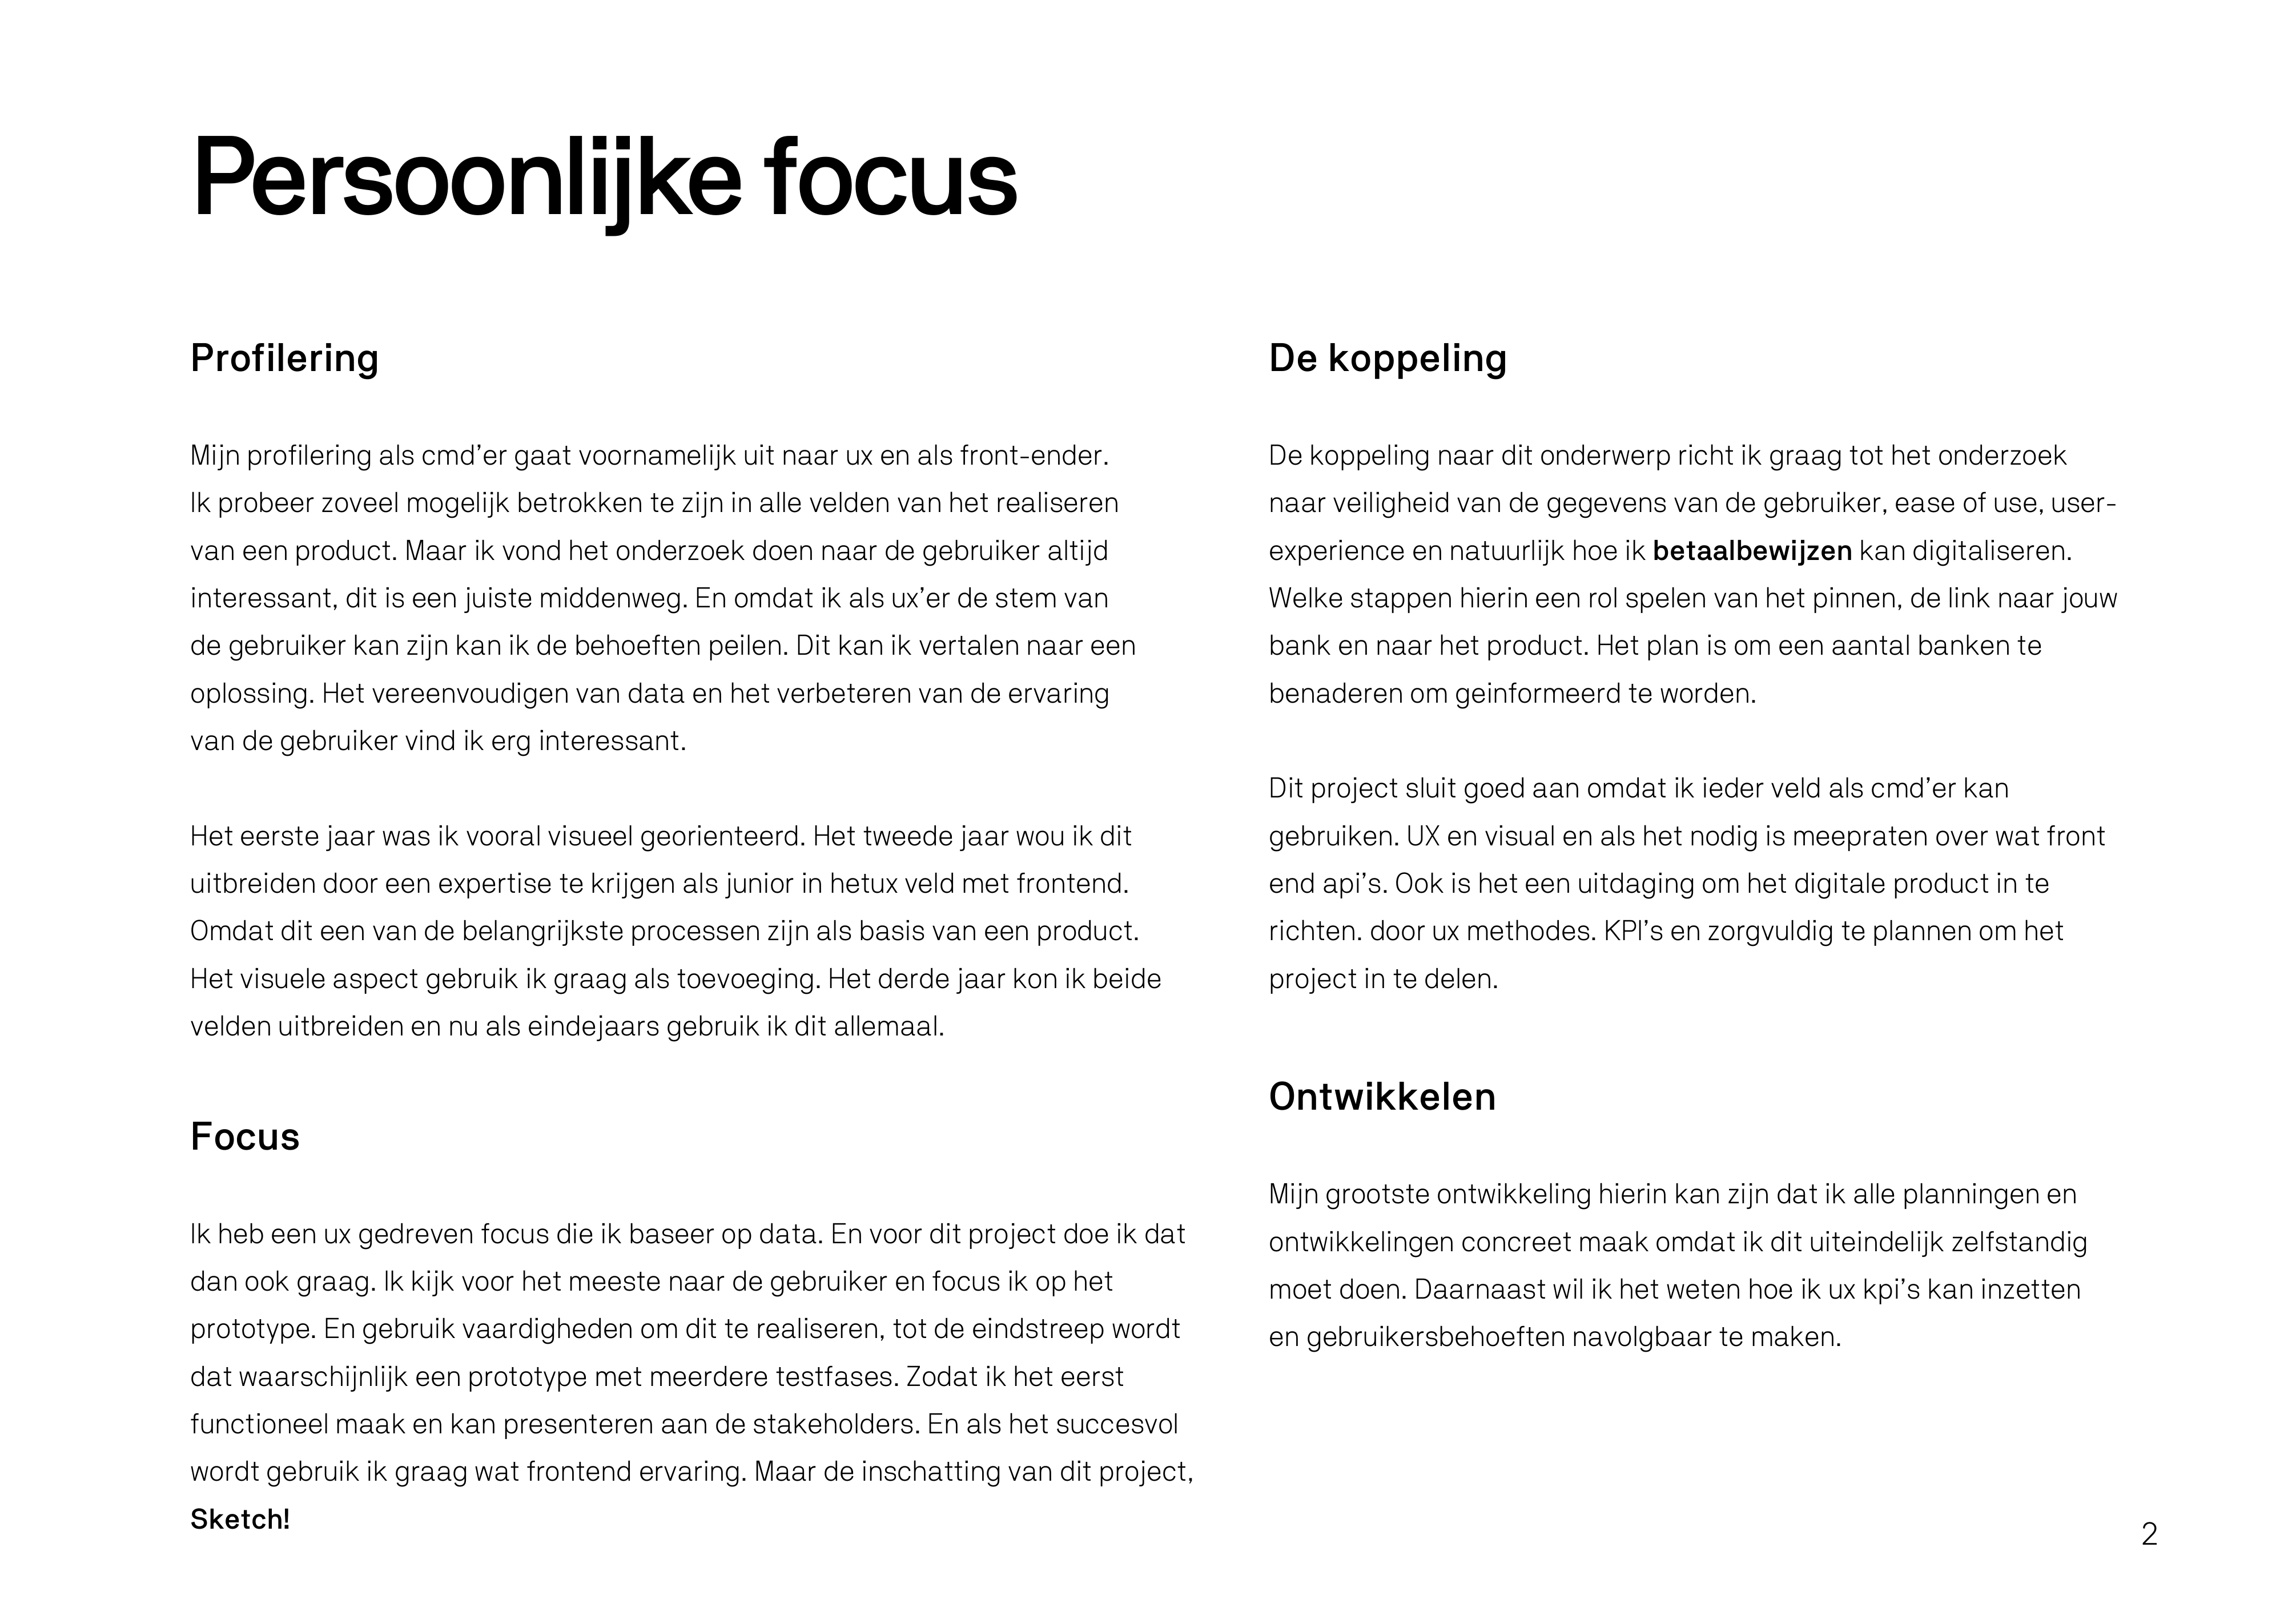 Persoonlijke focus
Profilering
Mijn profilering als cmd’er gaat voornamelijk uit naar ux en als front-ender.
Ik probeer zoveel mogelijk betrokken te zijn in alle velden van het realiseren
van een product. Maar ik vond het onderzoek doen naar de gebruiker altijd
interessant, dit is een juiste middenweg. En omdat ik als ux’er de stem van
de gebruiker kan zijn kan ik de behoeften peilen. Dit kan ik vertalen naar een
oplossing. Het vereenvoudigen van data en het verbeteren van de ervaring
van de gebruiker vind ik erg interessant.
Het eerste jaar was ik vooral visueel georienteerd. Het tweede jaar wou ik dit
uitbreiden door een expertise te krijgen als junior in hetux veld met frontend.
Omdat dit een van de belangrijkste processen zijn als basis van een product.
Het visuele aspect gebruik ik graag als toevoeging. Het derde jaar kon ik beide
velden uitbreiden en nu als eindejaars gebruik ik dit allemaal.
Focus
Ik heb een ux gedreven focus die ik baseer op data. En voor dit project doe ik dat
dan ook graag. Ik kijk voor het meeste naar de gebruiker en focus ik op het
prototype. En gebruik vaardigheden om dit te realiseren, tot de eindstreep wordt
dat waarschijnlijk een prototype met meerdere testfases. Zodat ik het eerst
functioneel maak en kan presenteren aan de stakeholders. En als het succesvol
wordt gebruik ik graag wat frontend ervaring. Maar de inschatting van dit project,
Sketch!
De koppeling
De koppeling naar dit onderwerp richt ik graag tot het onderzoek
naar veiligheid van de gegevens van de gebruiker, ease of use, user-
experience en natuurlijk hoe ik betaalbewijzen kan digitaliseren.
Welke stappen hierin een rol spelen van het pinnen, de link naar jouw
bank en naar het product. Het plan is om een aantal banken te
benaderen om geinformeerd te worden.
Dit project sluit goed aan omdat ik ieder veld als cmd’er kan
gebruiken. UX en visual en als het nodig is meepraten over wat front
end api’s. Ook is het een uitdaging om het digitale product in te
richten. door ux methodes. KPI’s en zorgvuldig te plannen om het
project in te delen.
Ontwikkelen
Mijn grootste ontwikkeling hierin kan zijn dat ik alle planningen en
ontwikkelingen concreet maak omdat ik dit uiteindelijk zelfstandig
moet doen. Daarnaast wil ik het weten hoe ik ux kpi’s kan inzetten
en gebruikersbehoeften navolgbaar te maken.
2